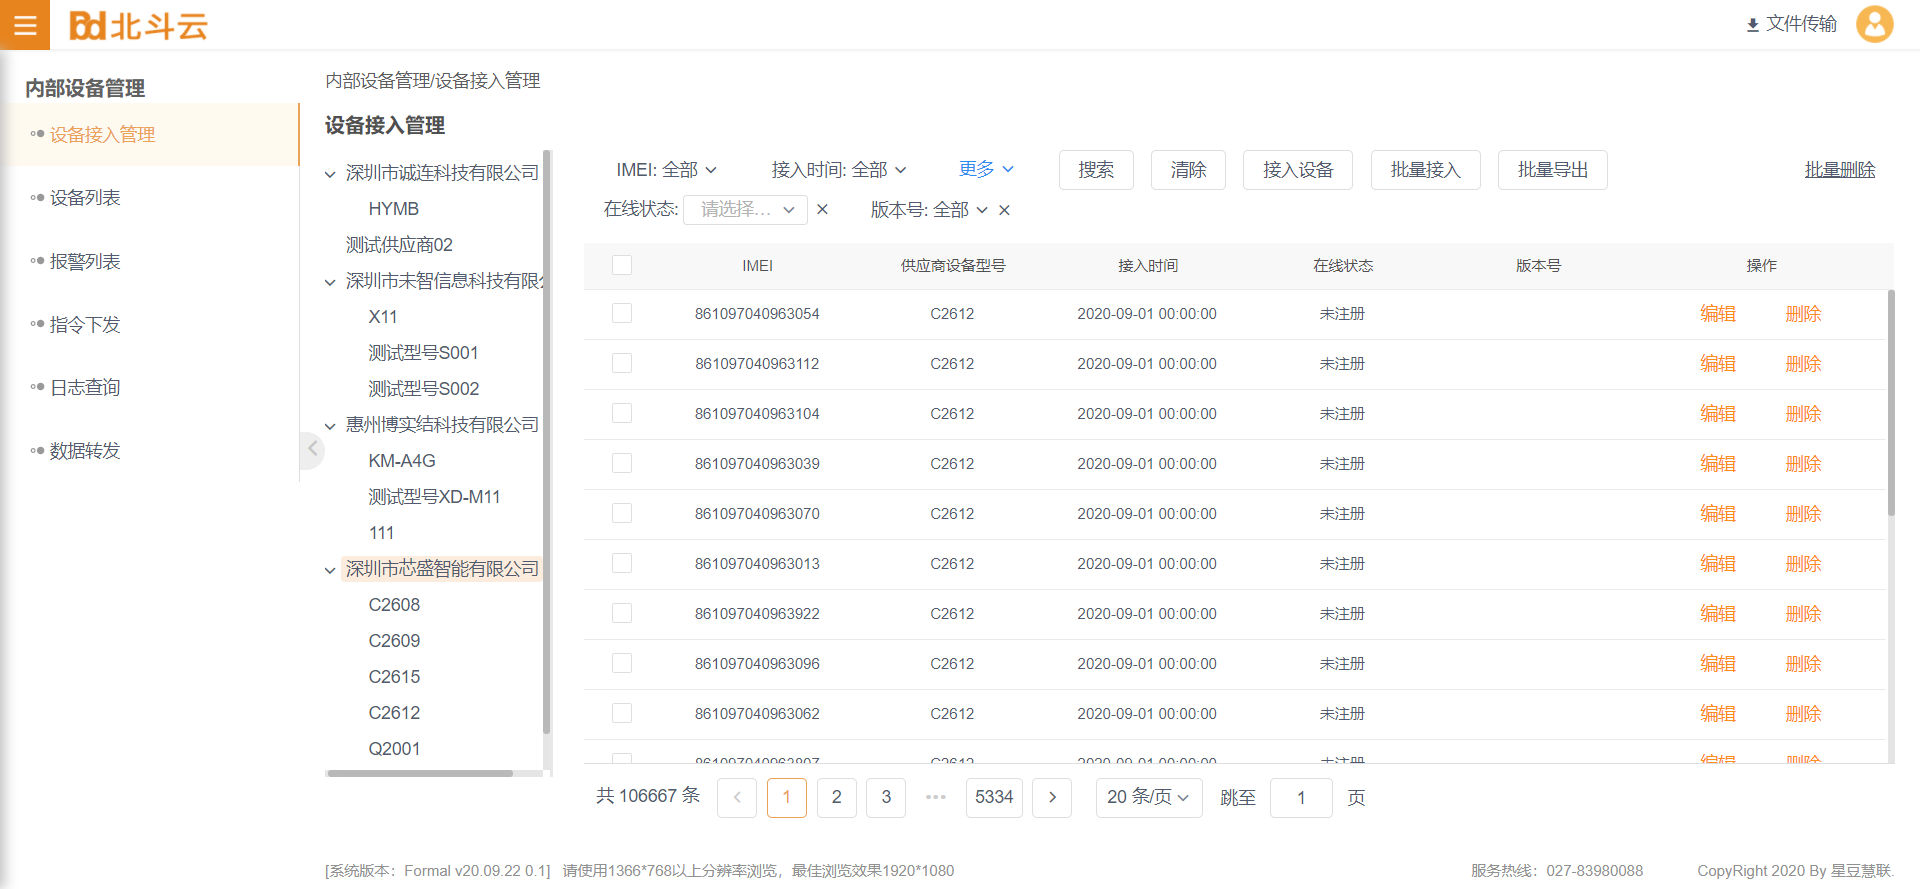 北斗云
文件传输
内部设备管理
设备接入管理
设备列表
报警列表
指令下发
日志查询
数据转发
内部设备管理/设备接入管理
设备接入管理
深圳市诚连科技有限公司
HYMB
测试供应商02
深圳市未智信息科技有限
X11
测试型号S001
测试型号S002
惠州博实结科技有限公司
KM-A4G
测试型号XD-M11
111
深圳市芯盛智能有限公司
C2608
C2609
C2615
C2612
Q2001
IMEI: 全部 接入时间: 全部 更多 搜索 清除 接入设备 批量接入 批量导出 批量删除
在线状态: 请选择... × 版本号: 全部 ×
IMEI 供应商设备型号 接入时间 在线状态 版本号 操作
861097040963054 C2612 2020-09-01 00:00:00 未注册 编辑 删除
861097040963112 C2612 2020-09-01 00:00:00 未注册 编辑 删除
861097040963104 C2612 2020-09-01 00:00:00 未注册 编辑 删除
861097040963039 C2612 2020-09-01 00:00:00 未注册 编辑 删除
861097040963070 C2612 2020-09-01 00:00:00 未注册 编辑 删除
861097040963013 C2612 2020-09-01 00:00:00 未注册 编辑 删除
861097040963922 C2612 2020-09-01 00:00:00 未注册 编辑 删除
861097040963096 C2612 2020-09-01 00:00:00 未注册 编辑 删除
861097040963062 C2612 2020-09-01 00:00:00 未注册 编辑 删除
861097040963807 C2612 2020-09-01 00:00:00 未注册 编辑 删除
共 106667 条 < 1 2 3 ••• 5334 > 20 条/页 跳至 1 页
[系统版本：Formal v20.09.22 0.1] 请使用1366*768以上分辨率浏览，最佳浏览效果1920*1080 服务热线：027-83980088 CopyRight 2020 By 星豆慧联.